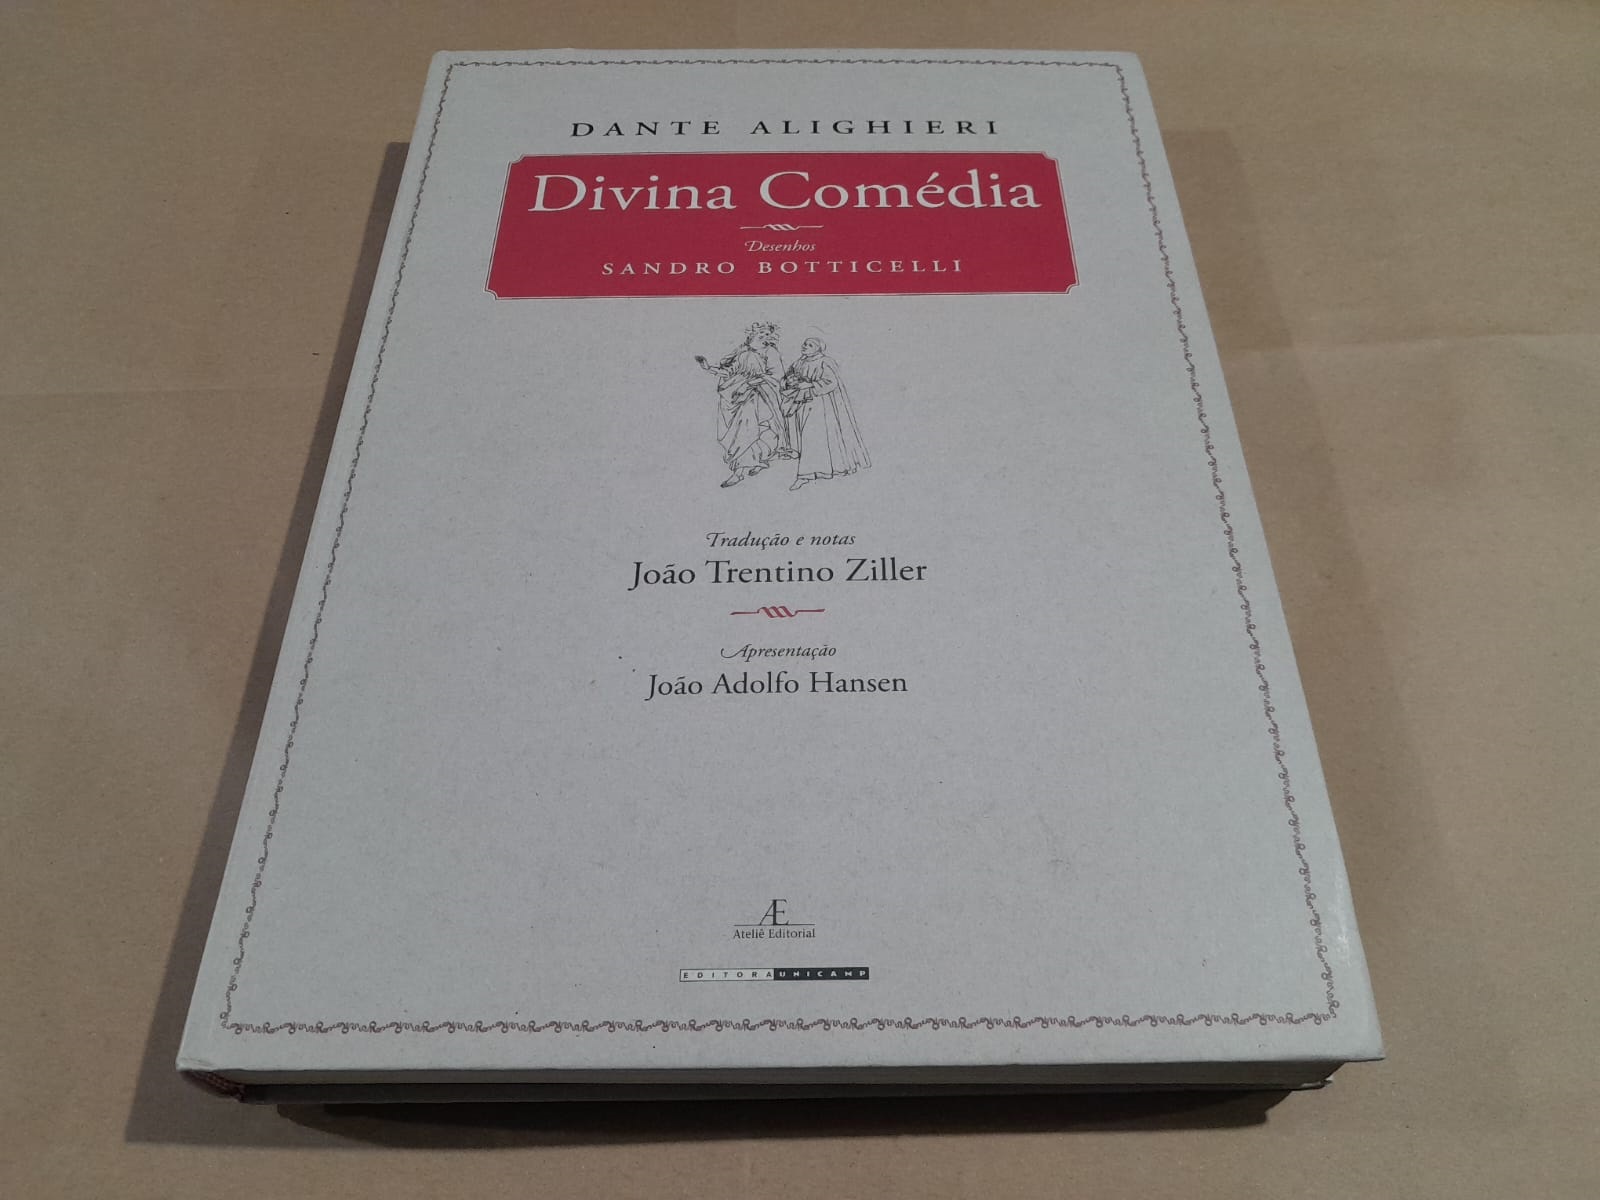 DANTE ALIGHIERI
Divina Comédia
Desenhos
SANDRO BOTTICELLI
Tradução e notas
João Trentino Ziller
Apresentação
João Adolfo Hansen
Æ
Ateliê Editorial
EDITORA UNICAMP